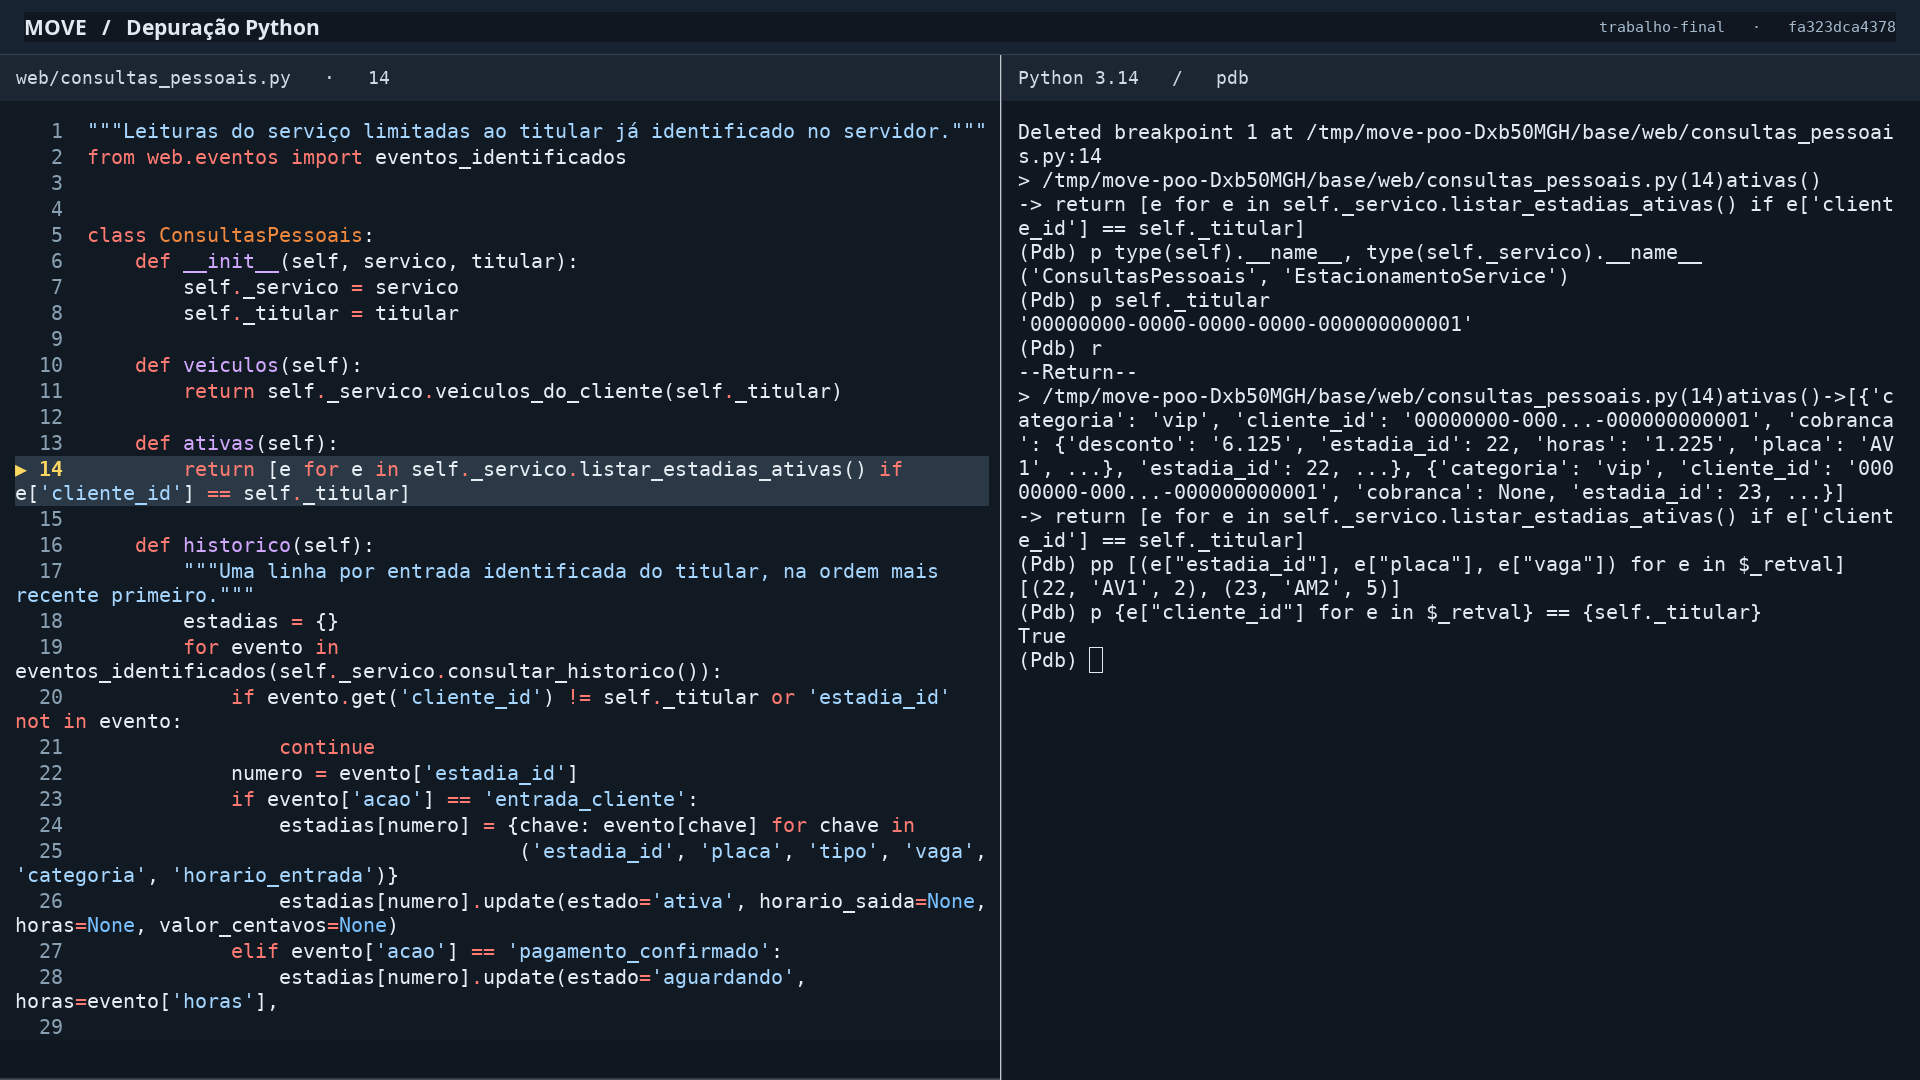 MOVE / Depuração Python
trabalho-final · fa323dca4378
web/consultas_pessoais.py · 14
1 """Leituras do serviço limitadas ao titular já identificado no servidor."""
2 from web.eventos import eventos_identificados
3
4
5 class ConsultasPessoais:
6     def __init__(self, servico, titular):
7         self._servico = servico
8         self._titular = titular
9
10     def veiculos(self):
11         return self._servico.veiculos_do_cliente(self._titular)
12
13     def ativas(self):
▶ 14         return [e for e in self._servico.listar_estadias_ativas() if
e['cliente_id'] == self._titular]
15
16     def historico(self):
17         """Uma linha por entrada identificada do titular, na ordem mais
recente primeiro."""
18         estadias = {}
19         for evento in
eventos_identificados(self._servico.consultar_historico()):
20             if evento.get('cliente_id') != self._titular or 'estadia_id'
not in evento:
21                 continue
22             numero = evento['estadia_id']
23             if evento['acao'] == 'entrada_cliente':
24                 estadias[numero] = {chave: evento[chave] for chave in
25                                     ('estadia_id', 'placa', 'tipo', 'vaga',
'categoria', 'horario_entrada')}
26                 estadias[numero].update(estado='ativa', horario_saida=None,
horas=None, valor_centavos=None)
27             elif evento['acao'] == 'pagamento_confirmado':
28                 estadias[numero].update(estado='aguardando',
horas=evento['horas'],
29
Python 3.14 / pdb
Deleted breakpoint 1 at /tmp/move-poo-Dxb50MGH/base/web/consultas_pessoai
s.py:14
> /tmp/move-poo-Dxb50MGH/base/web/consultas_pessoais.py(14)ativas()
-> return [e for e in self._servico.listar_estadias_ativas() if e['client
e_id'] == self._titular]
(Pdb) p type(self).__name__, type(self._servico).__name__
('ConsultasPessoais', 'EstacionamentoService')
(Pdb) p self._titular
'00000000-0000-0000-0000-000000000001'
(Pdb) r
--Return--
> /tmp/move-poo-Dxb50MGH/base/web/consultas_pessoais.py(14)ativas()->[{'c
ategoria': 'vip', 'cliente_id': '00000000-000...-000000000001', 'cobranca
': {'desconto': '6.125', 'estadia_id': 22, 'horas': '1.225', 'placa': 'AV
1', ...}, 'estadia_id': 22, ...}, {'categoria': 'vip', 'cliente_id': '000
00000-000...-000000000001', 'cobranca': None, 'estadia_id': 23, ...}]
-> return [e for e in self._servico.listar_estadias_ativas() if e['client
e_id'] == self._titular]
(Pdb) pp [(e["estadia_id"], e["placa"], e["vaga"]) for e in $_retval]
[(22, 'AV1', 2), (23, 'AM2', 5)]
(Pdb) p {e["cliente_id"] for e in $_retval} == {self._titular}
True
(Pdb)